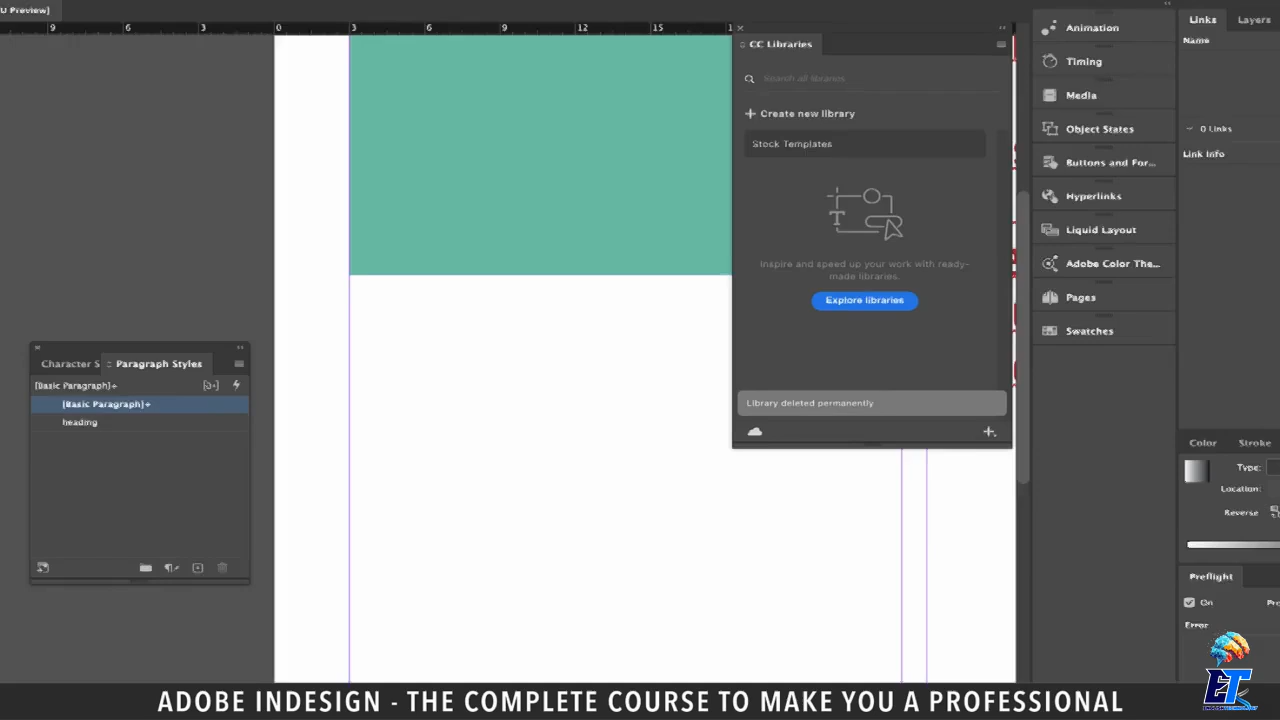 U Preview]
9 6 3 0 3 6 9 12 15
CC Libraries
Search all libraries
Create new library
Stock Templates
Inspire and speed up your work with ready-
made libraries.
Explore libraries
Library deleted permanently
Character S
Paragraph Styles
[Basic Paragraph]+
[Basic Paragraph]+
heading
Animation
Timing
Media
Object States
Buttons and For...
Hyperlinks
Liquid Layout
Adobe Color The...
Pages
Swatches
Links
Layers
Name
0 Links
Link Info
Color
Stroke
Type:
Location:
Reverse
Preflight
On
Error
ET
ADOBE INDESIGN - THE COMPLETE COURSE TO MAKE YOU A PROFESSIONAL